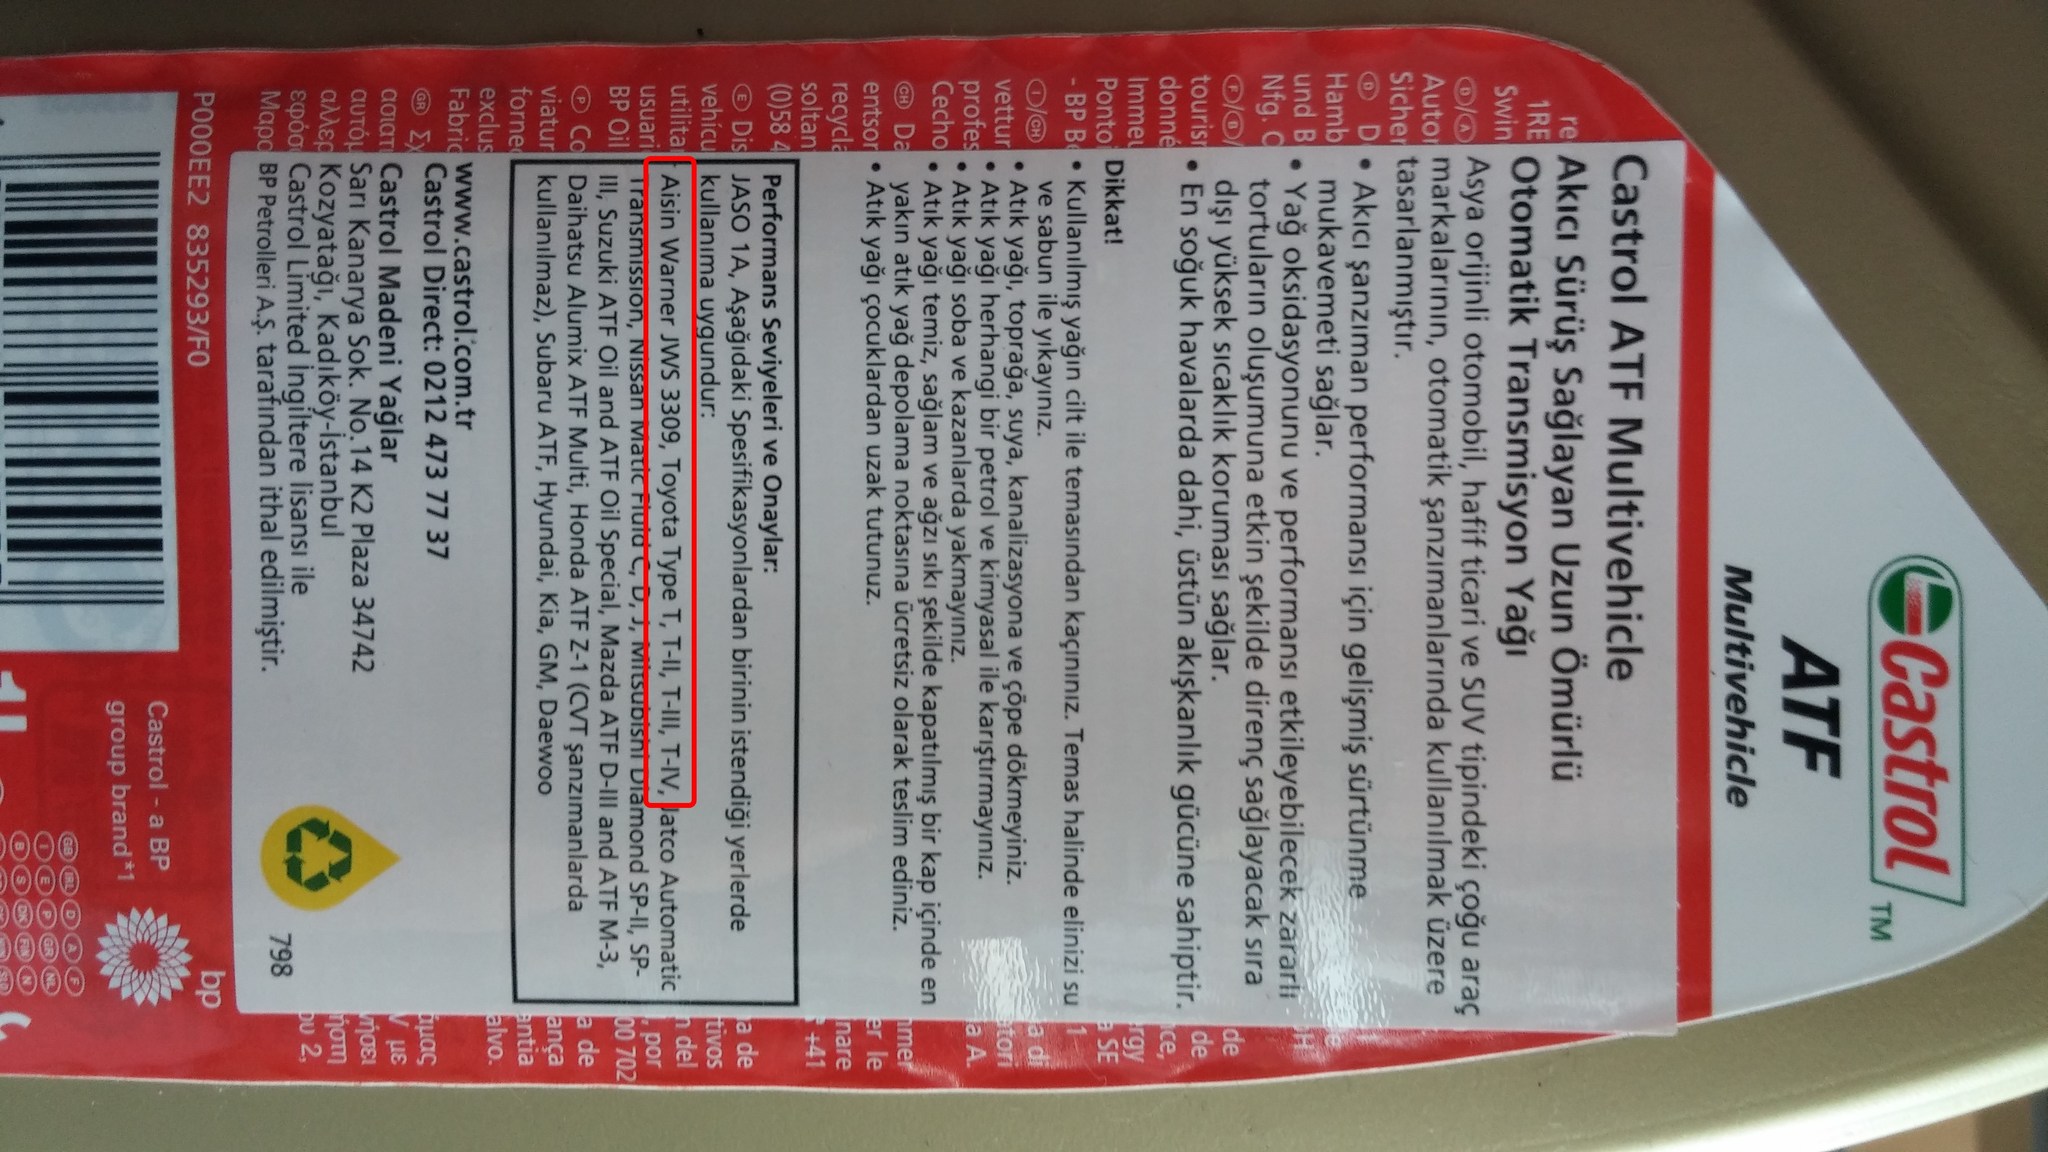 Castrol
TM
ATF
Multivehicle
Castrol ATF Multivehicle
Akıcı Sürüş Sağlayan Uzun Ömürlü
Otomatik Transmisyon Yağı
Asya orijinli otomobil, hafif ticari ve SUV tipindeki çoğu araç
markalarının, otomatik şanzımanlarında kullanılmak üzere
tasarlanmıştır.
• Akıcı şanzıman performansı için gelişmiş sürtünme
mukavemeti sağlar.
• Yağ oksidasyonunu ve performansı etkileyebilecek zararlı
tortuların oluşumuna etkin şekilde direnç sağlayacak sıra
dışı yüksek sıcaklık koruması sağlar.
• En soğuk havalarda dahi, üstün akışkanlık gücüne sahiptir.
Dikkat!
• Kullanılmış yağın cilt ile temasından kaçınınız. Temas halinde elinizi su
ve sabun ile yıkayınız.
• Atık yağı, toprağa, suya, kanalizasyona ve çöpe dökmeyiniz.
• Atık yağı herhangi bir petrol ve kimyasal ile karıştırmayınız.
• Atık yağı soba ve kazanlarda yakmayınız.
• Atık yağı temiz, sağlam ve ağzı sıkı şekilde kapatılmış bir kap içinde en
yakın atık yağ depolama noktasına ücretsiz olarak teslim ediniz.
• Atık yağı çocuklardan uzak tutunuz.
Performans Seviyeleri ve Onaylar:
JASO 1A, Aşağıdaki Spesifikasyonlardan birinin istendiği yerlerde
kullanıma uygundur:
Aisin Warner JWS 3309, Toyota Type T, T-II, T-III, T-IV, Jatco Automatic
Transmission, Nissan Matic Fluid C, D, J, Mitsubishi Diamond SP-II, SP-
III, Suzuki ATF Oil and ATF Oil Special, Mazda ATF D-III and ATF M-3,
Daihatsu Alumix ATF Multi, Honda ATF Z-1 (CVT şanzımanlarda
kullanılmaz), Subaru ATF, Hyundai, Kia, GM, Daewoo
www.castrol.com.tr
Castrol Direct: 0212 473 77 37
Castrol Madeni Yağlar
Sarı Kanarya Sok. No.14 K2 Plaza 34742
Kozyatağı, Kadıköy-İstanbul
Castrol Limited İngiltere lisansı ile
BP Petrolleri A.Ş. tarafından ithal edilmiştir.
798
P000EE2 835293/F0
bp
Castrol - a BP
group brand*1
GB IRL D A F
I E P GR NL
B S DK FIN N
1L